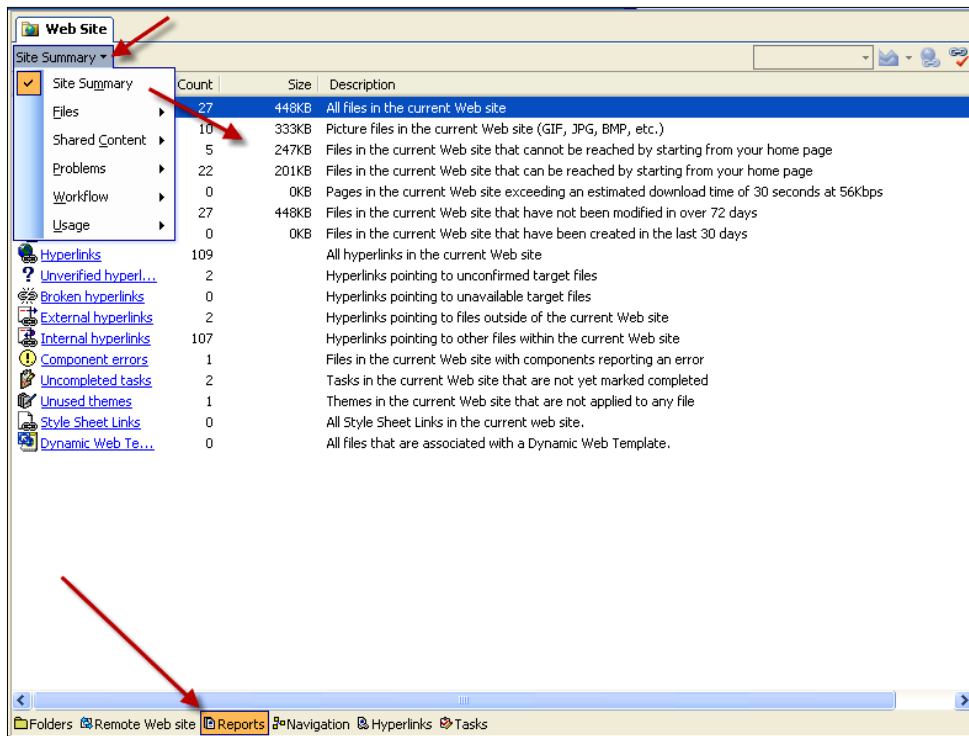 Web Site
Site Summary
Count Size Description
Site Summary
Files
Shared Content
Problems
Workflow
Usage
27 448KB All files in the current Web site
10 333KB Picture files in the current Web site (GIF, JPG, BMP, etc.)
5 247KB Files in the current Web site that cannot be reached by starting from your home page
22 201KB Files in the current Web site that can be reached by starting from your home page
0 0KB Pages in the current Web site exceeding an estimated download time of 30 seconds at 56Kbps
27 448KB Files in the current Web site that have not been modified in over 72 days
0 0KB Files in the current Web site that have been created in the last 30 days
Hyperlinks 109 All hyperlinks in the current Web site
Unverified hyperl... 2 Hyperlinks pointing to unconfirmed target files
Broken hyperlinks 0 Hyperlinks pointing to unavailable target files
External hyperlinks 2 Hyperlinks pointing to files outside of the current Web site
Internal hyperlinks 107 Hyperlinks pointing to other files within the current Web site
Component errors 1 Files in the current Web site with components reporting an error
Uncompleted tasks 2 Tasks in the current Web site that are not yet marked completed
Unused themes 1 Themes in the current Web site that are not applied to any file
Style Sheet Links 0 All Style Sheet Links in the current web site.
Dynamic Web Te... 0 All files that are associated with a Dynamic Web Template.
Folders Remote Web site Reports Navigation Hyperlinks Tasks